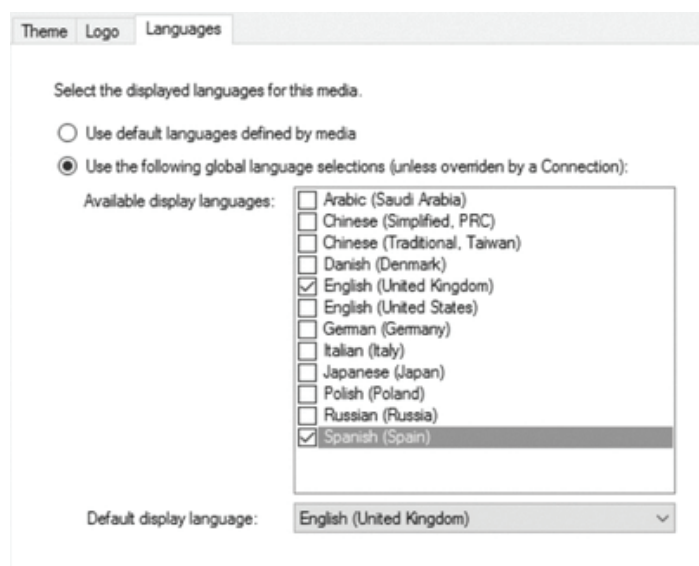 Theme Logo Languages
Select the displayed languages for this media.
Use default languages defined by media
Use the following global language selections (unless overriden by a Connection):
Available display languages:
Arabic (Saudi Arabia)
Chinese (Simplified, PRC)
Chinese (Traditional, Taiwan)
Danish (Denmark)
English (United Kingdom)
English (United States)
German (Germany)
Italian (Italy)
Japanese (Japan)
Polish (Poland)
Russian (Russia)
Spanish (Spain)
Default display language: English (United Kingdom)